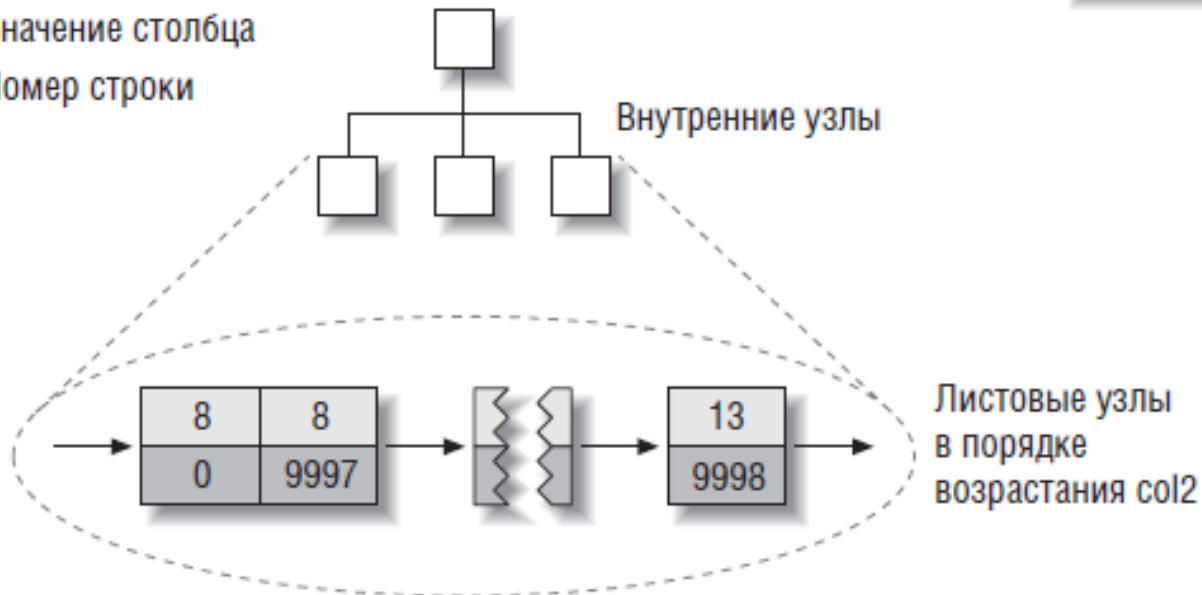 начение столбца
омер строки
Внутренние узлы
8 8
0 9997
13
9998
Листовые узлы
в порядке
возрастания col2